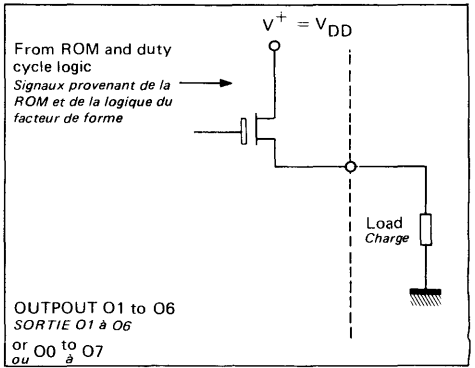 V+ = VDD
From ROM and duty
cycle logic
Signaux provenant de la
ROM et de la logique du
facteur de forme
Load
Charge
OUTPOUT O1 to O6
SORTIE O1 à O6
or O0 to O7
ou à